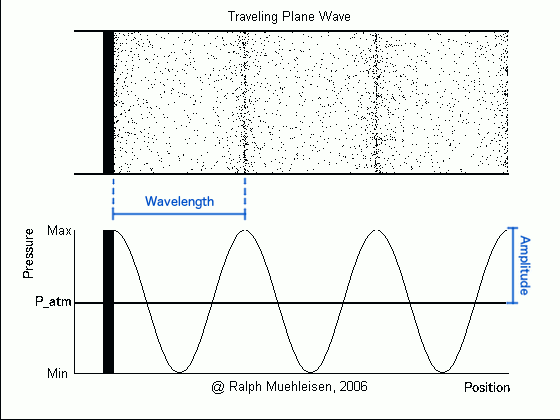 Traveling Plane Wave
Wavelength
Max
Pressure
Amplitude
P_atm
Min
@ Ralph Muehleisen, 2006
Position